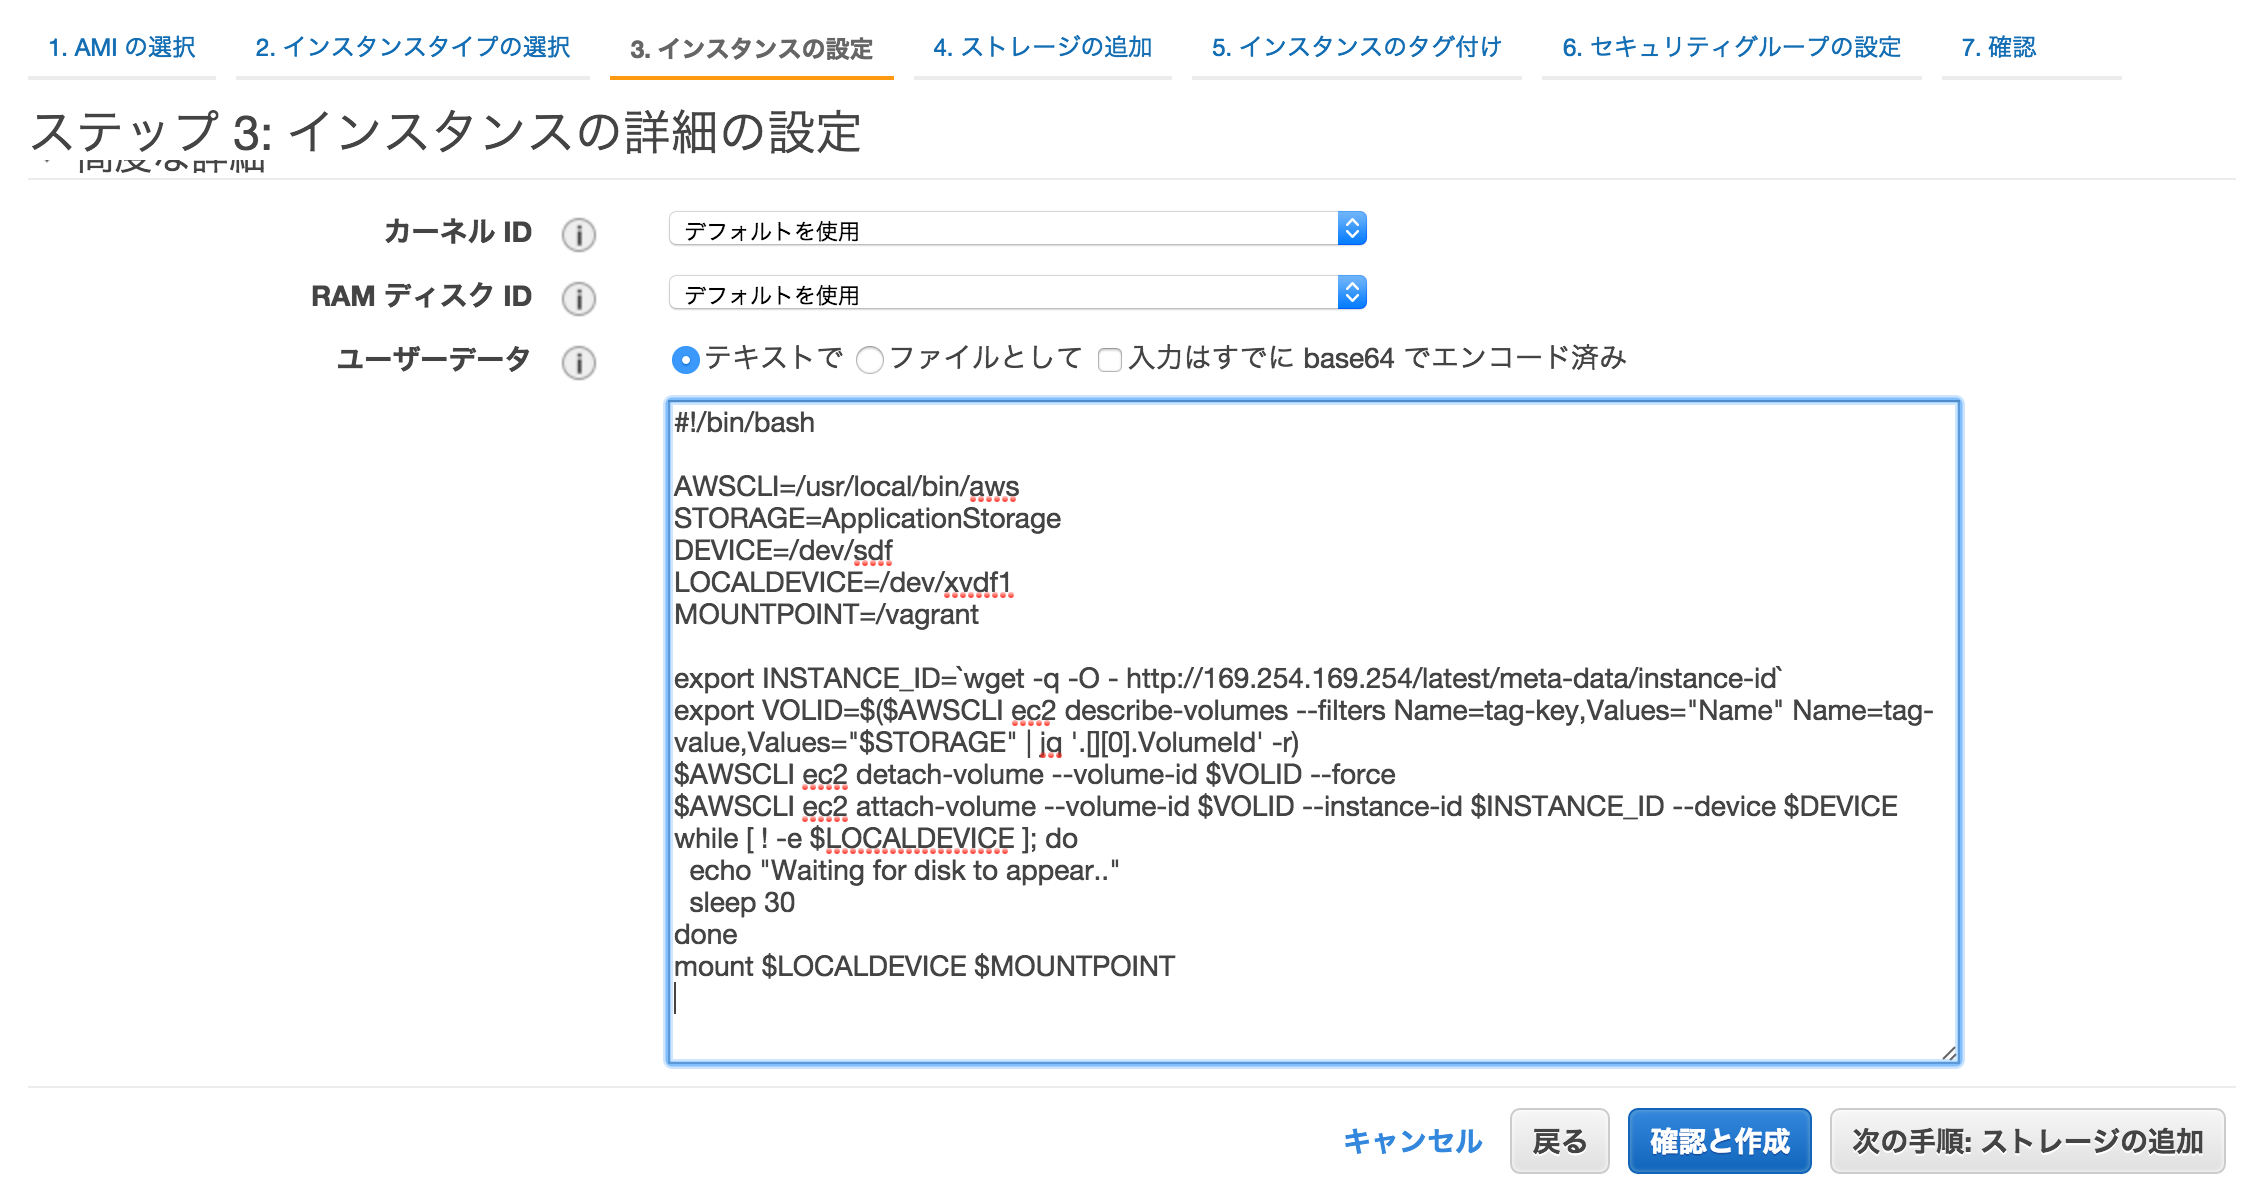 1. AMI の選択
2. インスタンスタイプの選択
3. インスタンスの設定
4. ストレージの追加
5. インスタンスのタグ付け
6. セキュリティグループの設定
7. 確認
ステップ 3: インスタンスの詳細の設定
高度な詳細
カーネル ID
デフォルトを使用
RAM ディスク ID
デフォルトを使用
ユーザーデータ
テキストで
ファイルとして
入力はすでに base64 でエンコード済み
#!/bin/bash
AWSCLI=/usr/local/bin/aws
STORAGE=ApplicationStorage
DEVICE=/dev/sdf
LOCALDEVICE=/dev/xvdf1
MOUNTPOINT=/vagrant
export INSTANCE_ID=`wget -q -O - http://169.254.169.254/latest/meta-data/instance-id`
export VOLID=$($AWSCLI ec2 describe-volumes --filters Name=tag-key,Values="Name" Name=tag-
value,Values="$STORAGE" | jq '.[][0].VolumeId' -r)
$AWSCLI ec2 detach-volume --volume-id $VOLID --force
$AWSCLI ec2 attach-volume --volume-id $VOLID --instance-id $INSTANCE_ID --device $DEVICE
while [ ! -e $LOCALDEVICE ]; do
  echo "Waiting for disk to appear.."
  sleep 30
done
mount $LOCALDEVICE $MOUNTPOINT
キャンセル
戻る
確認と作成
次の手順: ストレージの追加